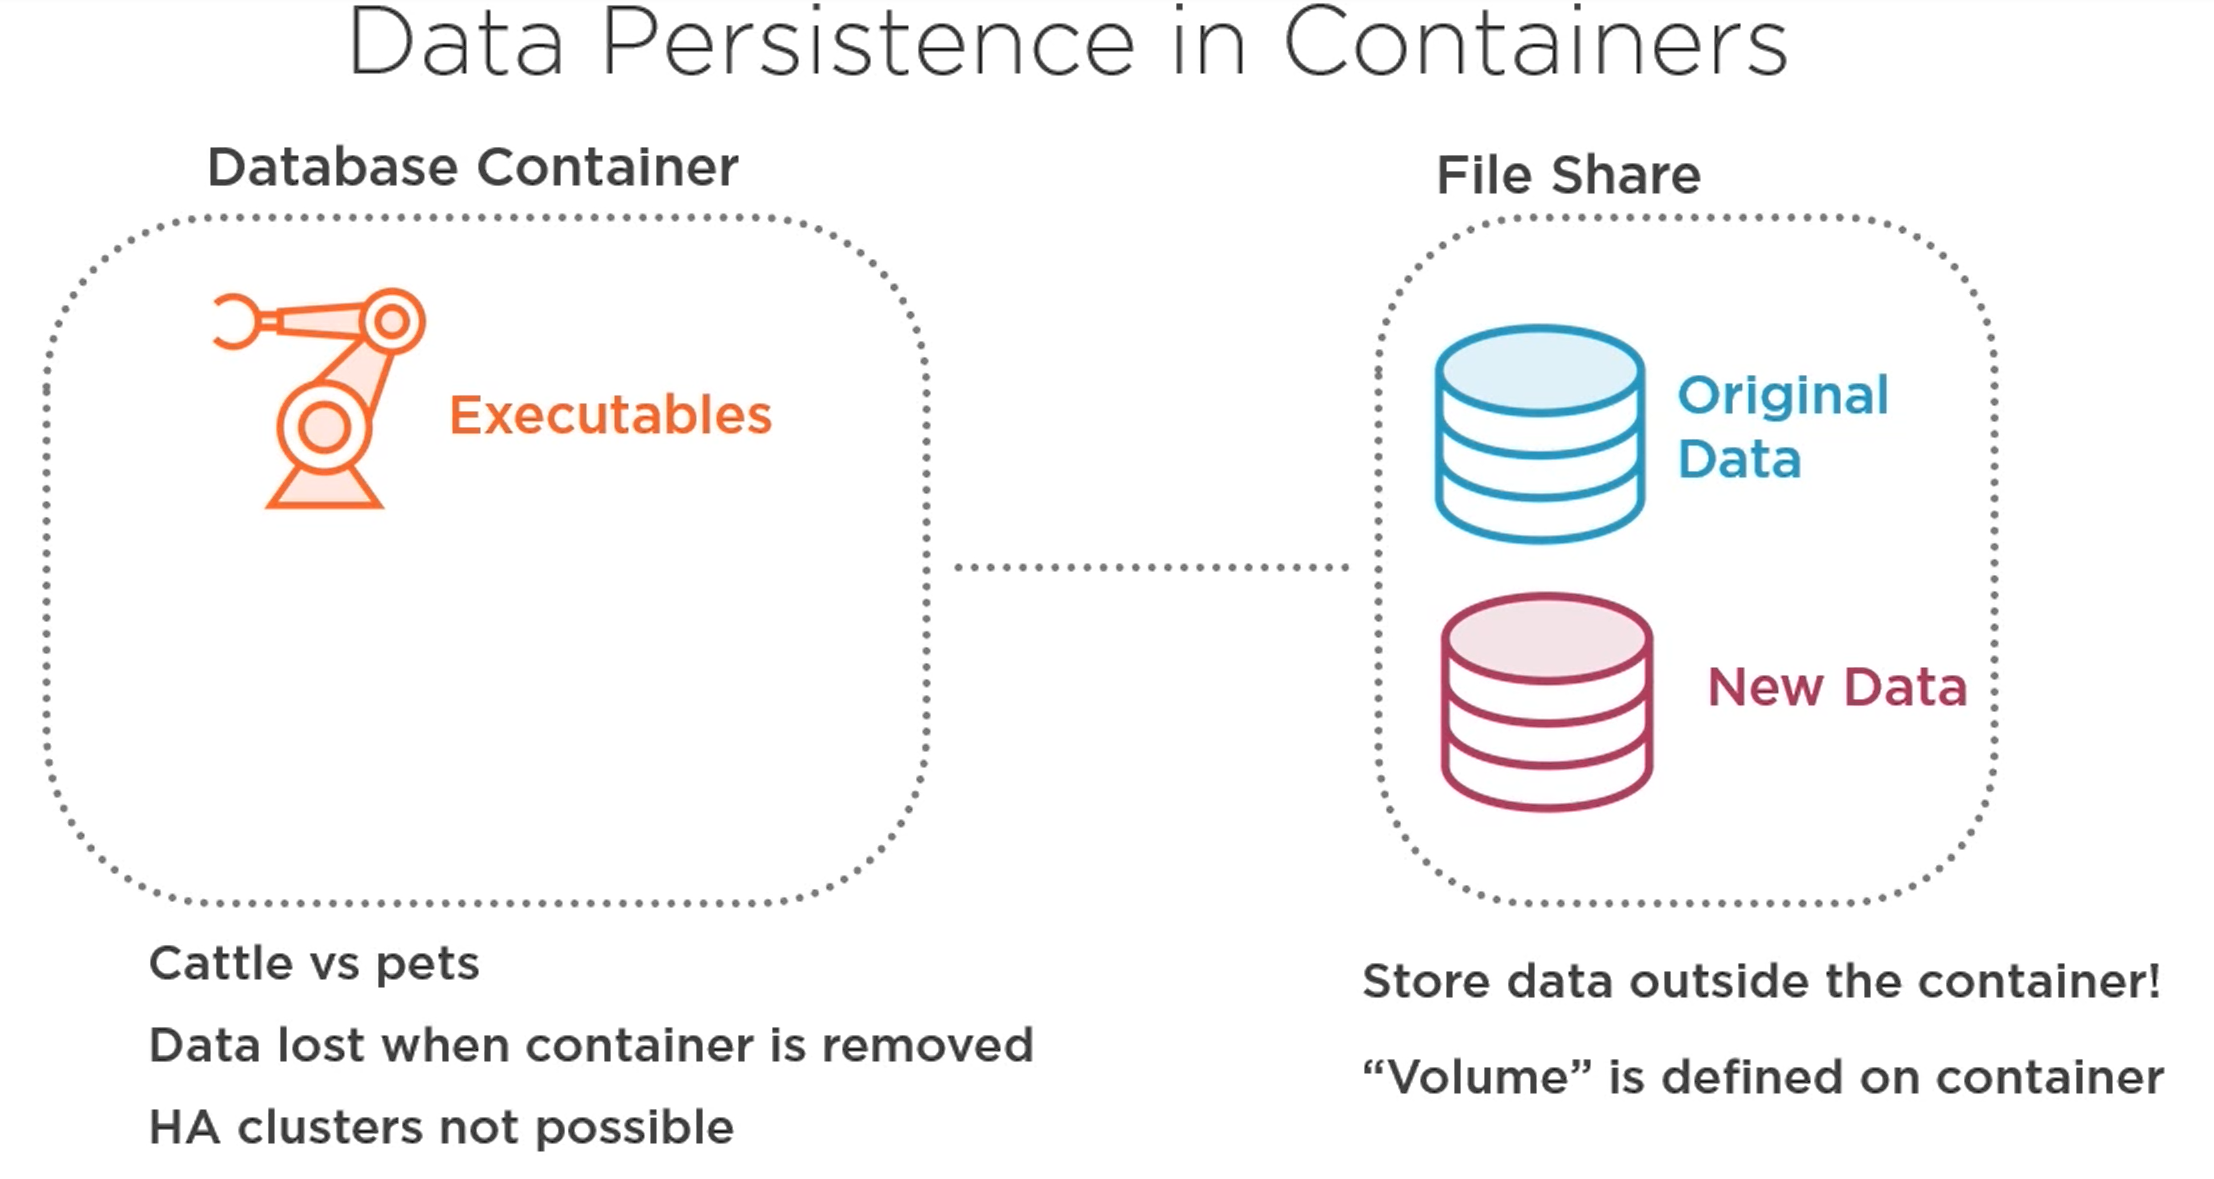 Data Persistence in Containers
Database Container
Executables
Cattle vs pets
Data lost when container is removed
HA clusters not possible
File Share
Original
Data
New Data
Store data outside the container!
“Volume” is defined on container